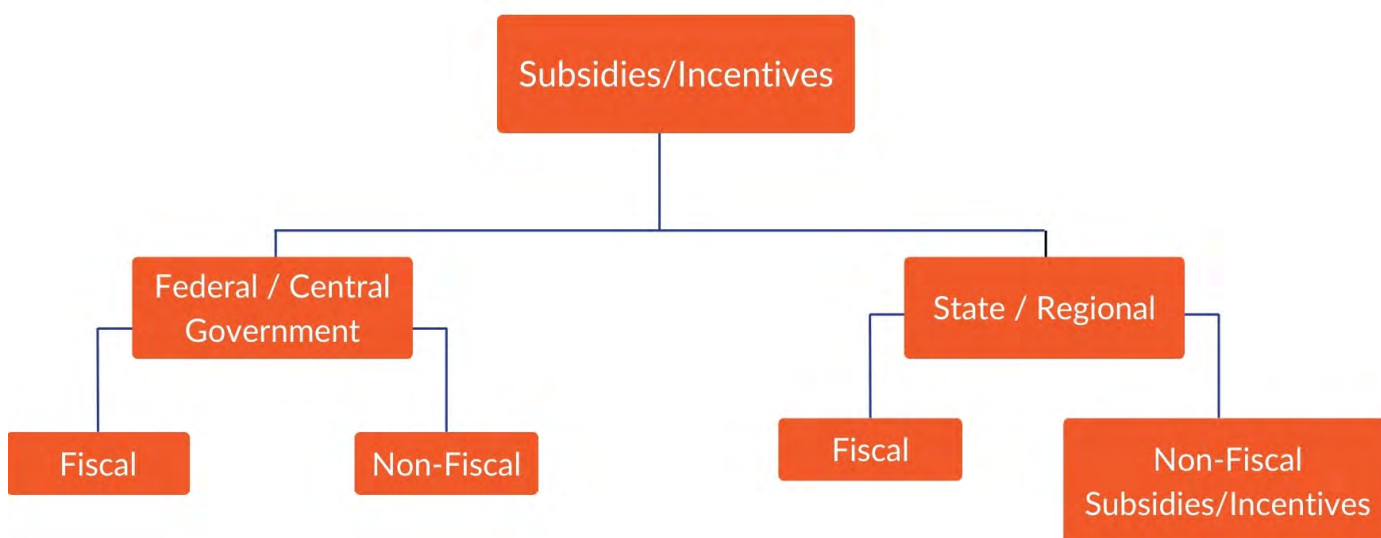 Subsidies/Incentives
Federal / Central
Government
State / Regional
Fiscal
Non-Fiscal
Fiscal
Non-Fiscal
Subsidies/Incentives